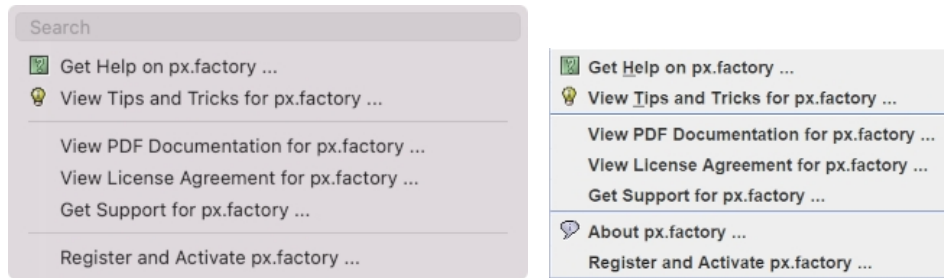 Search
Get Help on px.factory ...
View Tips and Tricks for px.factory ...
View PDF Documentation for px.factory ...
View License Agreement for px.factory ...
Get Support for px.factory ...
Register and Activate px.factory ...
Get Help on px.factory ...
View Tips and Tricks for px.factory ...
View PDF Documentation for px.factory ...
View License Agreement for px.factory ...
Get Support for px.factory ...
About px.factory ...
Register and Activate px.factory ...